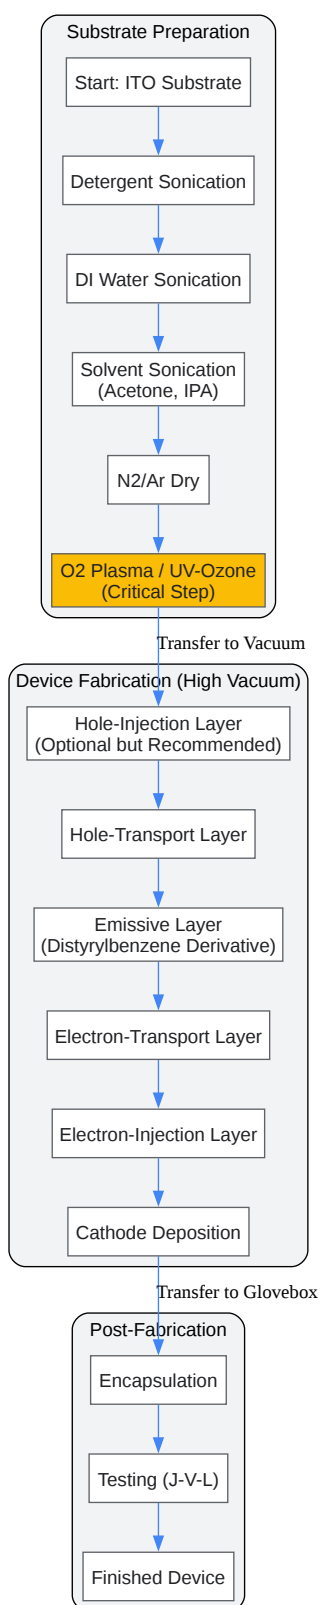 Substrate Preparation
Start: ITO Substrate
Detergent Sonication
DI Water Sonication
Solvent Sonication
(Acetone, IPA)
N2/Ar Dry
O2 Plasma / UV-Ozone
(Critical Step)
Transfer to Vacuum
Device Fabrication (High Vacuum)
Hole-Injection Layer
(Optional but Recommended)
Hole-Transport Layer
Emissive Layer
(Distyrylbenzene Derivative)
Electron-Transport Layer
Electron-Injection Layer
Cathode Deposition
Transfer to Glovebox
Post-Fabrication
Encapsulation
Testing (J-V-L)
Finished Device